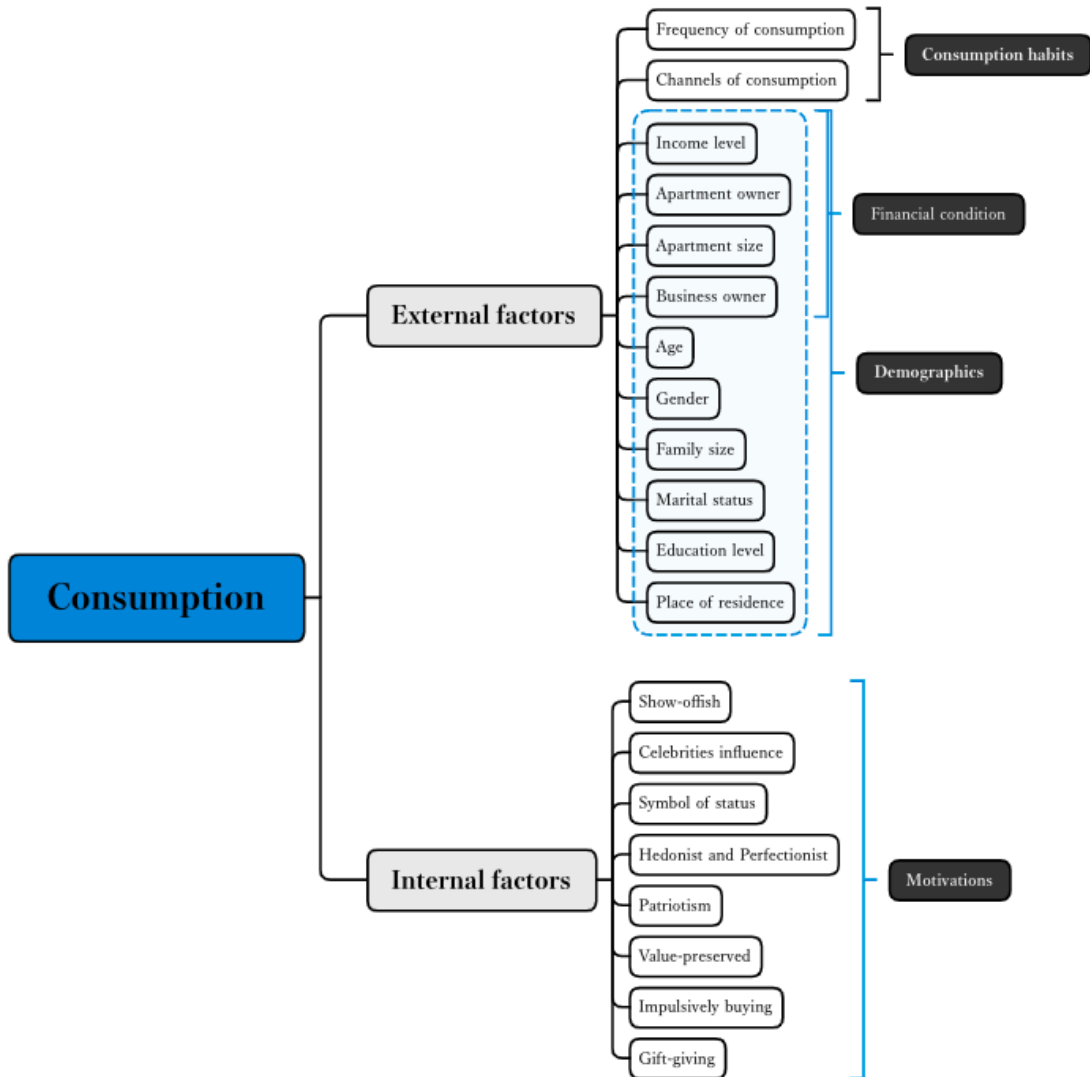 Frequency of consumption
Consumption habits
Channels of consumption
Income level
Apartment owner
Financial condition
Apartment size
Business owner
External factors
Age
Demographics
Gender
Family size
Marital status
Education level
Consumption
Place of residence
Show-offish
Celebrities influence
Symbol of status
Hedonist and Perfectionist
Internal factors
Motivations
Patriotism
Value-preserved
Impulsively buying
Gift-giving